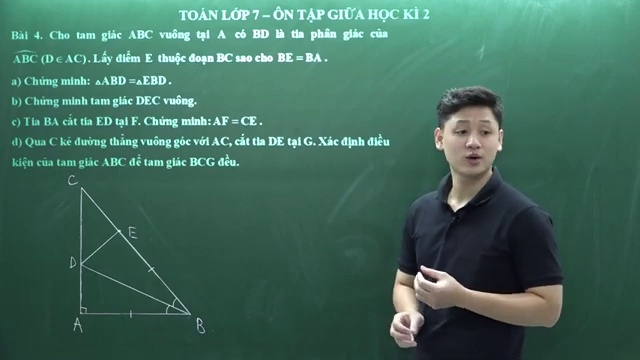 TOÁN LỚP 7 – ÔN TẬP GIỮA HỌC KÌ 2
Bài 4. Cho tam giác ABC vuông tại A có BD là tia phân giác của
ABC (D ∈ AC). Lấy điểm E thuộc đoạn BC sao cho BE = BA .
a) Chứng minh: △ABD = △EBD .
b) Chứng minh tam giác DEC vuông.
c) Tia BA cắt tia ED tại F. Chứng minh: AF = CE .
d) Qua C kẻ đường thẳng vuông góc với AC, cắt tia DE tại G. Xác định điều
kiện của tam giác ABC để tam giác BCG đều.
C
E
D
A
B